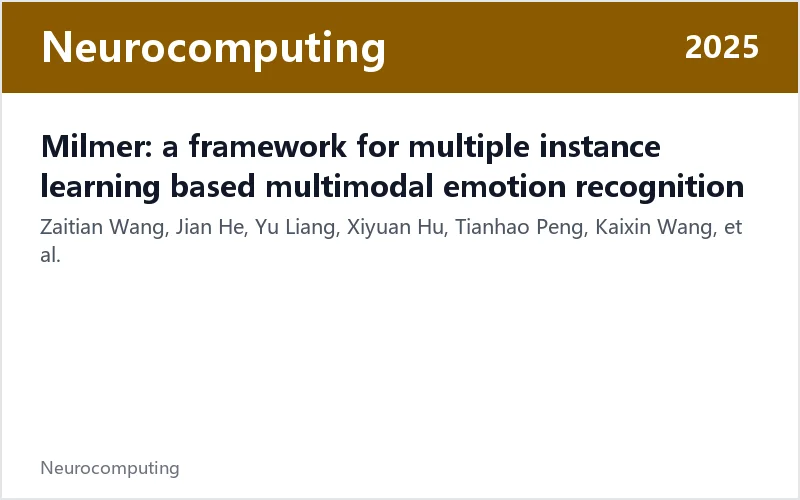 Neurocomputing
2025
Milmer: a framework for multiple instance
learning based multimodal emotion recognition
Zaitian Wang, Jian He, Yu Liang, Xiyuan Hu, Tianhao Peng, Kaixin Wang, et
al.
Neurocomputing